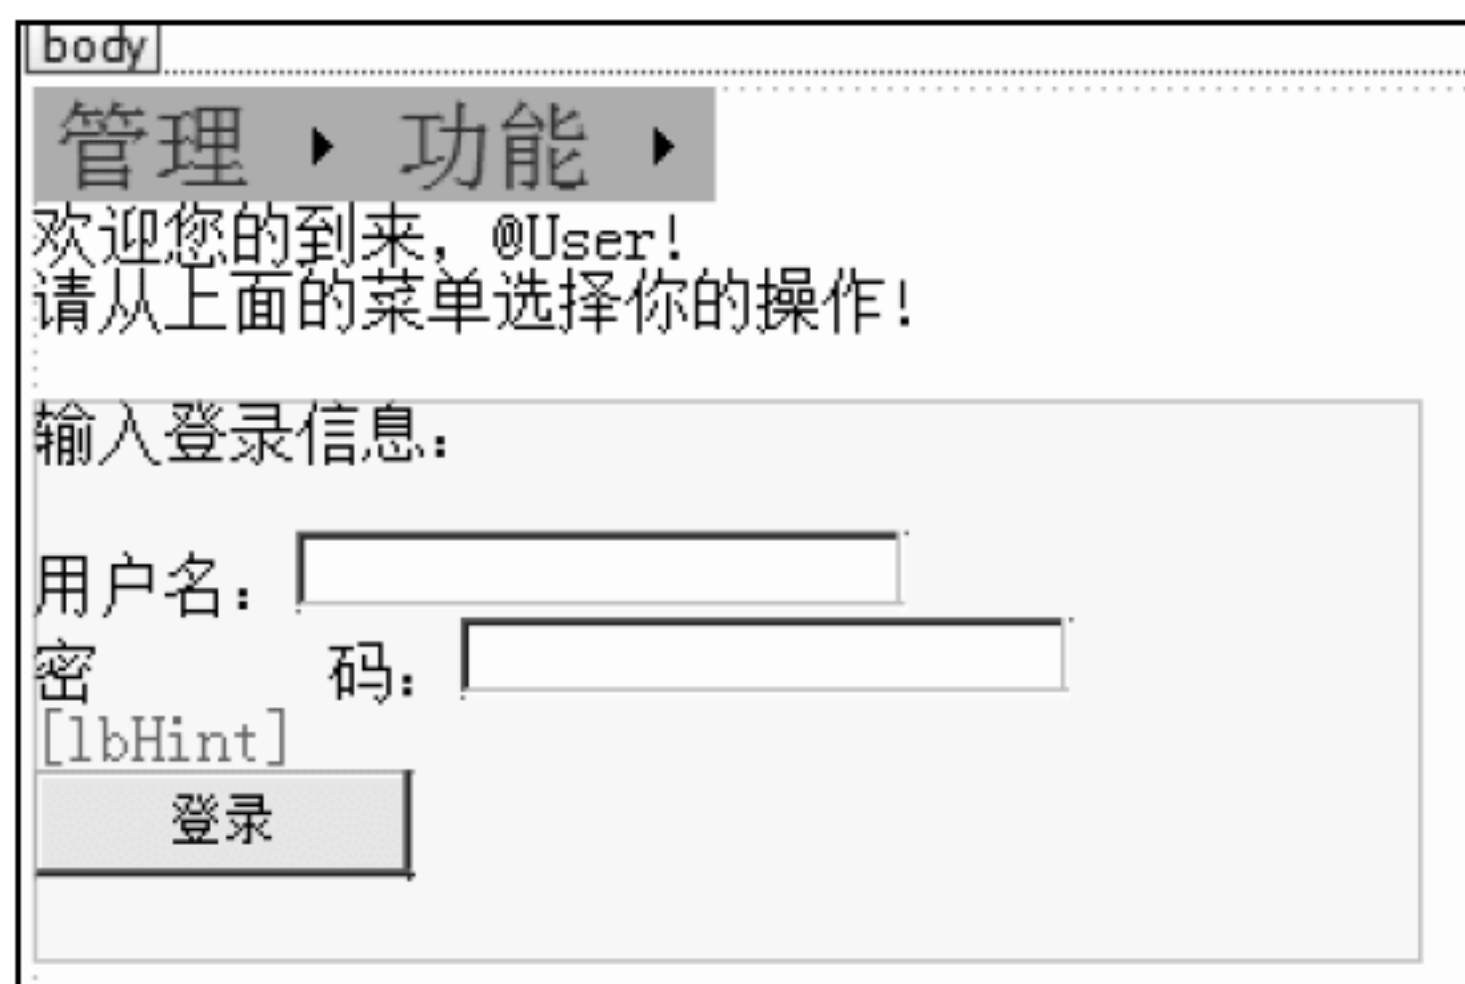 body
管理 功能
欢迎您的到来，@User!
请从上面的菜单选择你的操作!
输入登录信息：
用户名：
密 码：
[lbHint]
登录